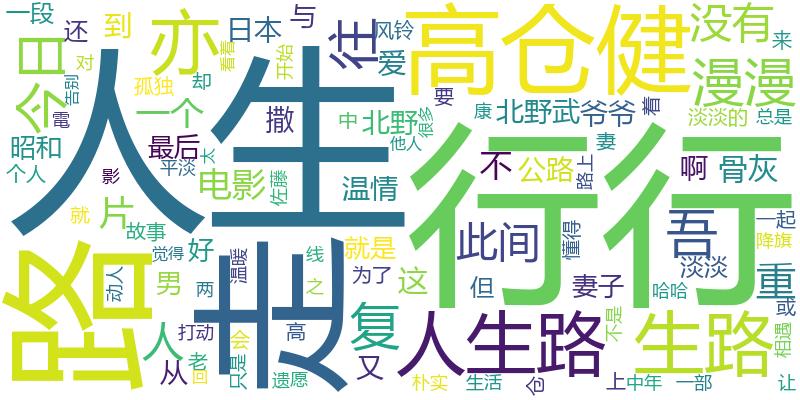 一段
还
到
亦
日本
与
往
风铃
爱
高仓健
没有
来
漫漫
对
告别
今日
孤独
却
看着
开始
人生
一个
撒
中
北野
很多
要
康
北野武
爷爷
着
淡淡的
总是
昭和
電
最后
太
他人
妻
个人
影
平淡
电影
佐藤
温情
不
公路
路上
啊
骨灰
就
片
故事
行行
此间
懂得
吾
一起
降旗
路
动人
觉得
好
温暖
走
线
就是
淡淡
男
两
之
为了
这
但
妻子
哈哈
重
或
人
打动
会
高
复
人生路
不是
生路
相遇
从
老
回
只是
遗愿
又
朴实
生活
仓
上
中年
一部
让